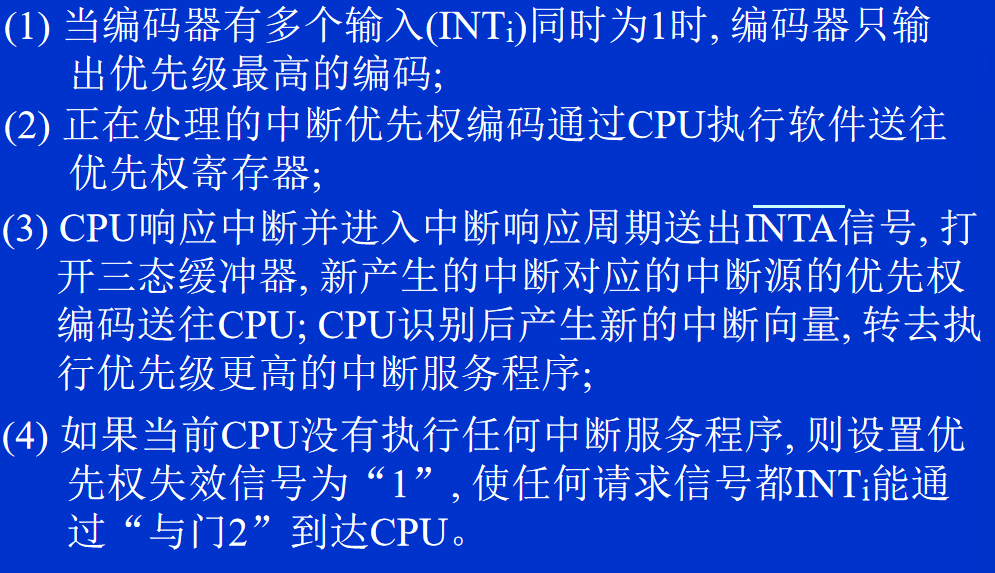 (1) 当编码器有多个输入(INTi)同时为1时, 编码器只输
出优先级最高的编码;
(2) 正在处理的中断优先权编码通过CPU执行软件送往
优先权寄存器;
(3) CPU响应中断并进入中断响应周期送出I̅N̅T̅A̅信号, 打
开三态缓冲器, 新产生的中断对应的中断源的优先权
编码送往CPU; CPU识别后产生新的中断向量, 转去执
行优先级更高的中断服务程序;
(4) 如果当前CPU没有执行任何中断服务程序, 则设置优
先权失效信号为“1”, 使任何请求信号都INTi能通
过“与门2”到达CPU。